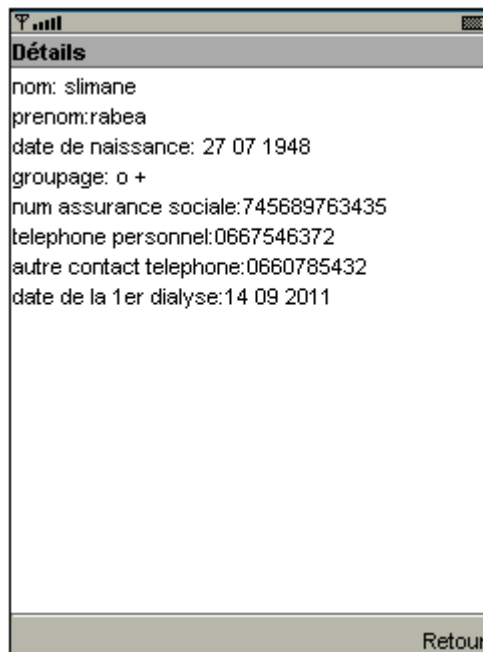 Détails
nom: slimane
prenom:rabea
date de naissance: 27 07 1948
groupage: o +
num assurance sociale:745689763435
telephone personnel:0667546372
autre contact telephone:0660785432
date de la 1er dialyse:14 09 2011
Retour